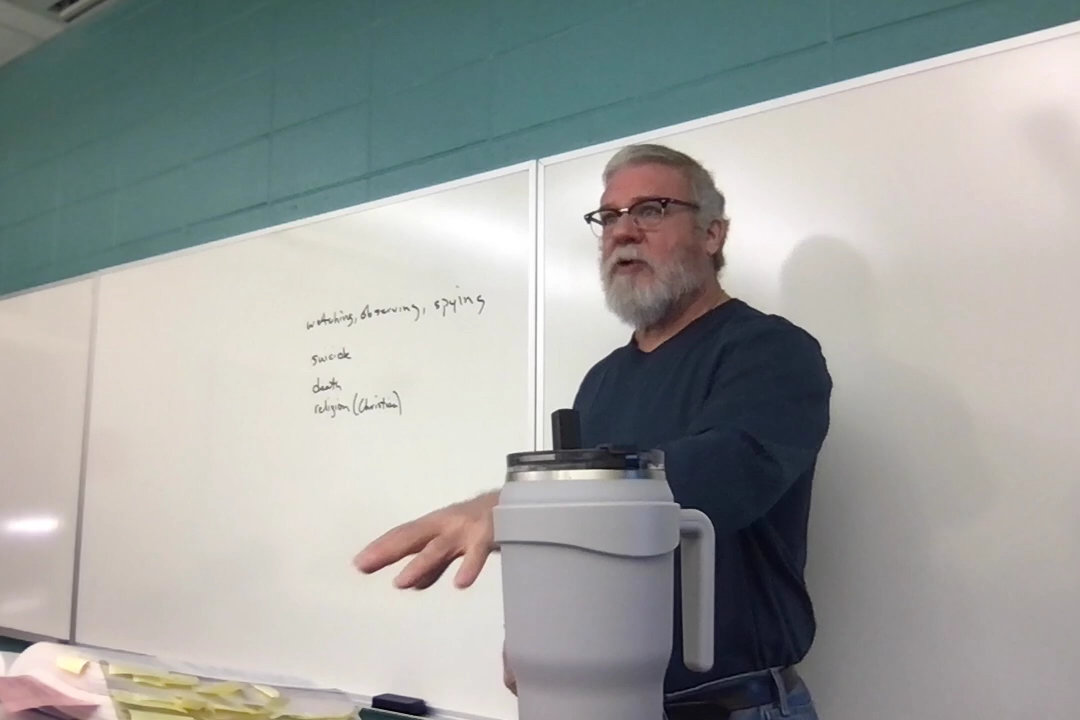 watching, observing, spying
suicide
death
religion (Christian)